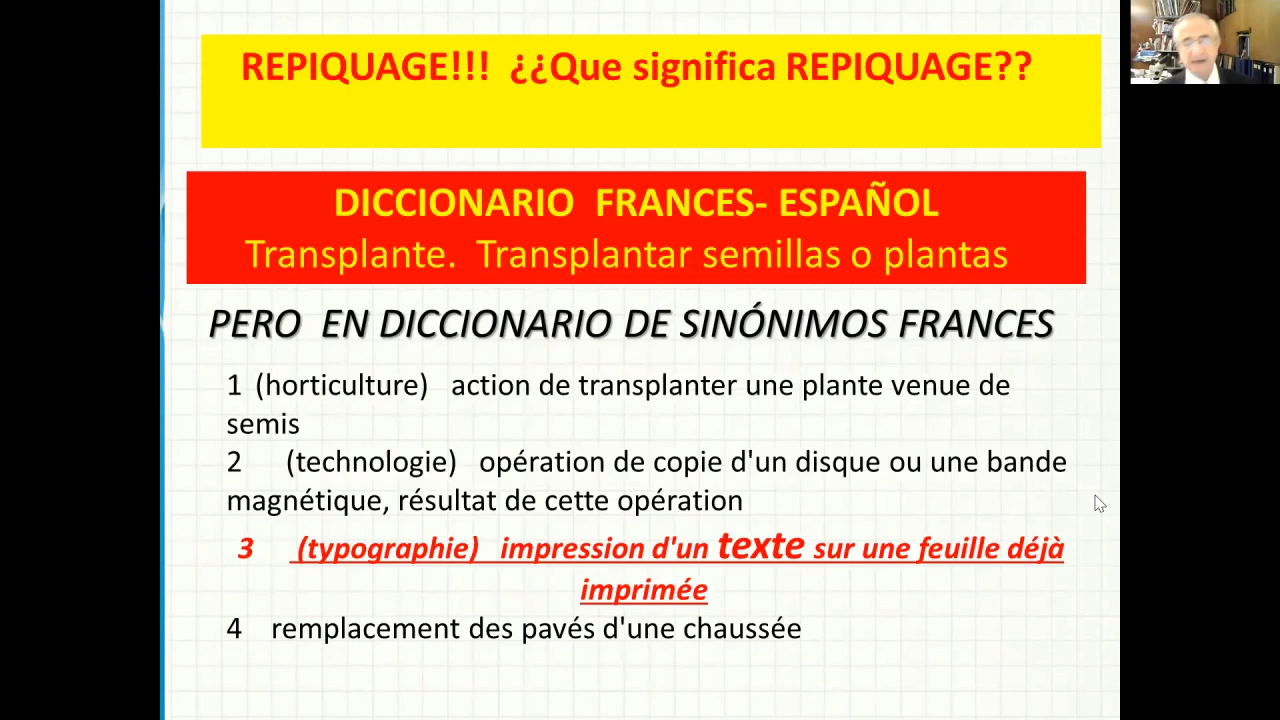 REPIQUAGE!!! ¿¿Que significa REPIQUAGE??
DICCIONARIO FRANCES- ESPAÑOL
Transplante. Transplantar semillas o plantas
PERO EN DICCIONARIO DE SINÓNIMOS FRANCES
1 (horticulture) action de transplanter une plante venue de
semis
2 (technologie) opération de copie d'un disque ou une bande
magnétique, résultat de cette opération
3 (typographie) impression d'un texte sur une feuille déjà
imprimée
4 remplacement des pavés d'une chaussée